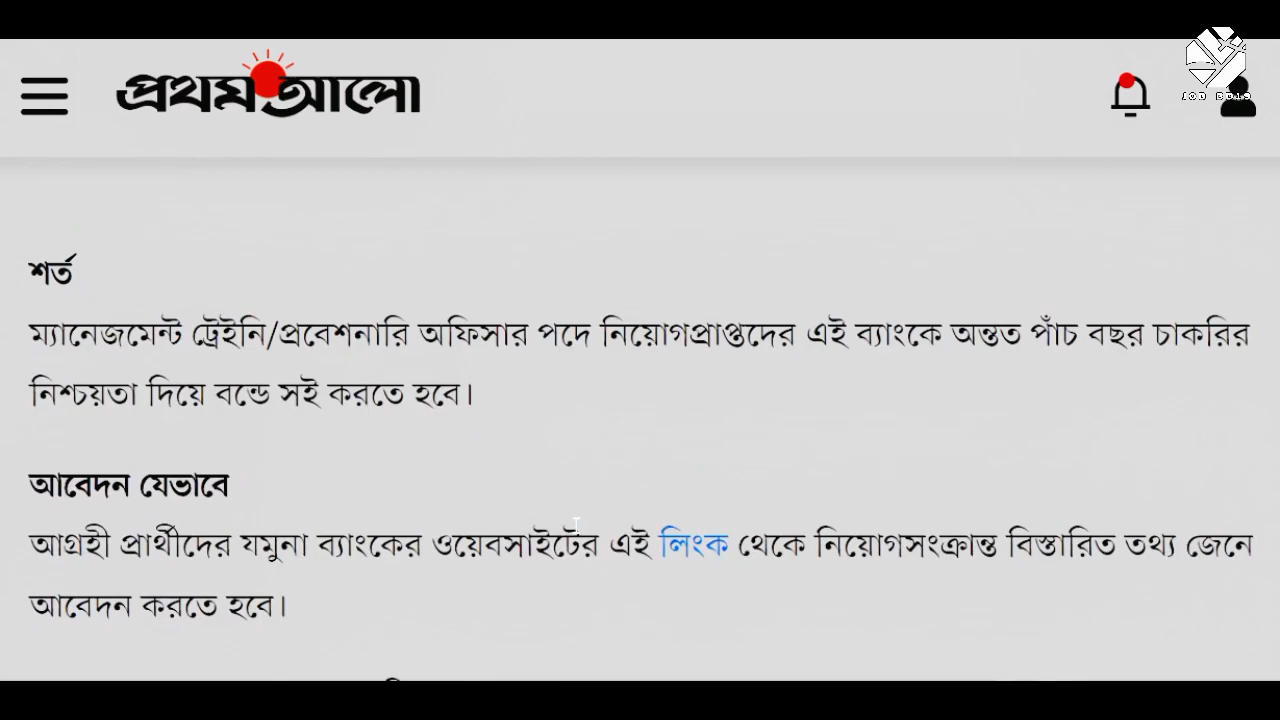 প্রথম আলো
শর্ত
ম্যানেজমেন্ট ট্রেইনি/প্রবেশনারি অফিসার পদে নিয়োগপ্রাপ্তদের এই ব্যাংকে অন্তত পাঁচ বছর চাকরির
নিশ্চয়তা দিয়ে বন্ডে সই করতে হবে।
আবেদন যেভাবে
আগ্রহী প্রার্থীদের যমুনা ব্যাংকের ওয়েবসাইটের এই লিংক থেকে নিয়োগসংক্রান্ত বিস্তারিত তথ্য জেনে
আবেদন করতে হবে।